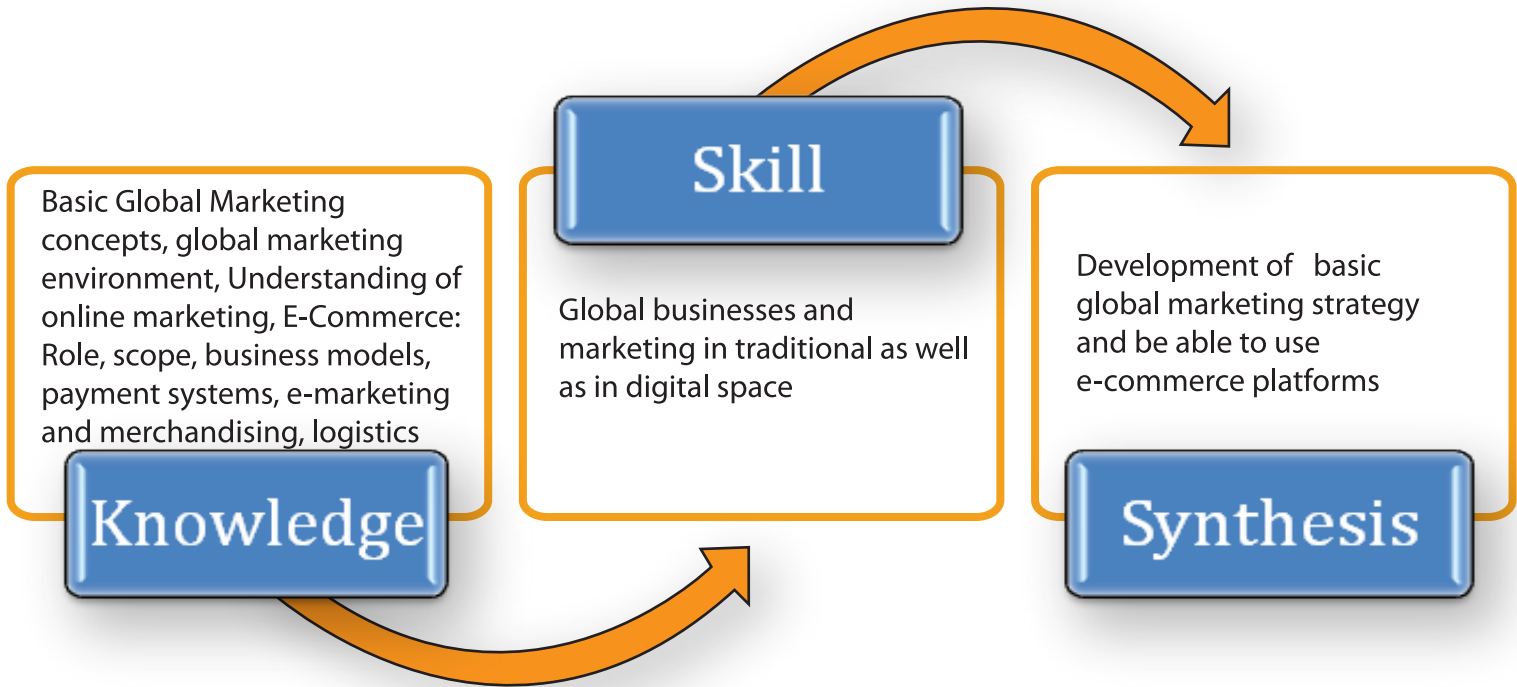 Basic Global Marketing
concepts, global marketing
environment, Understanding of
online marketing, E-Commerce:
Role, scope, business models,
payment systems, e-marketing
and merchandising, logistics
Knowledge
Skill
Global businesses and
marketing in traditional as well
as in digital space
Development of basic
global marketing strategy
and be able to use
e-commerce platforms
Synthesis